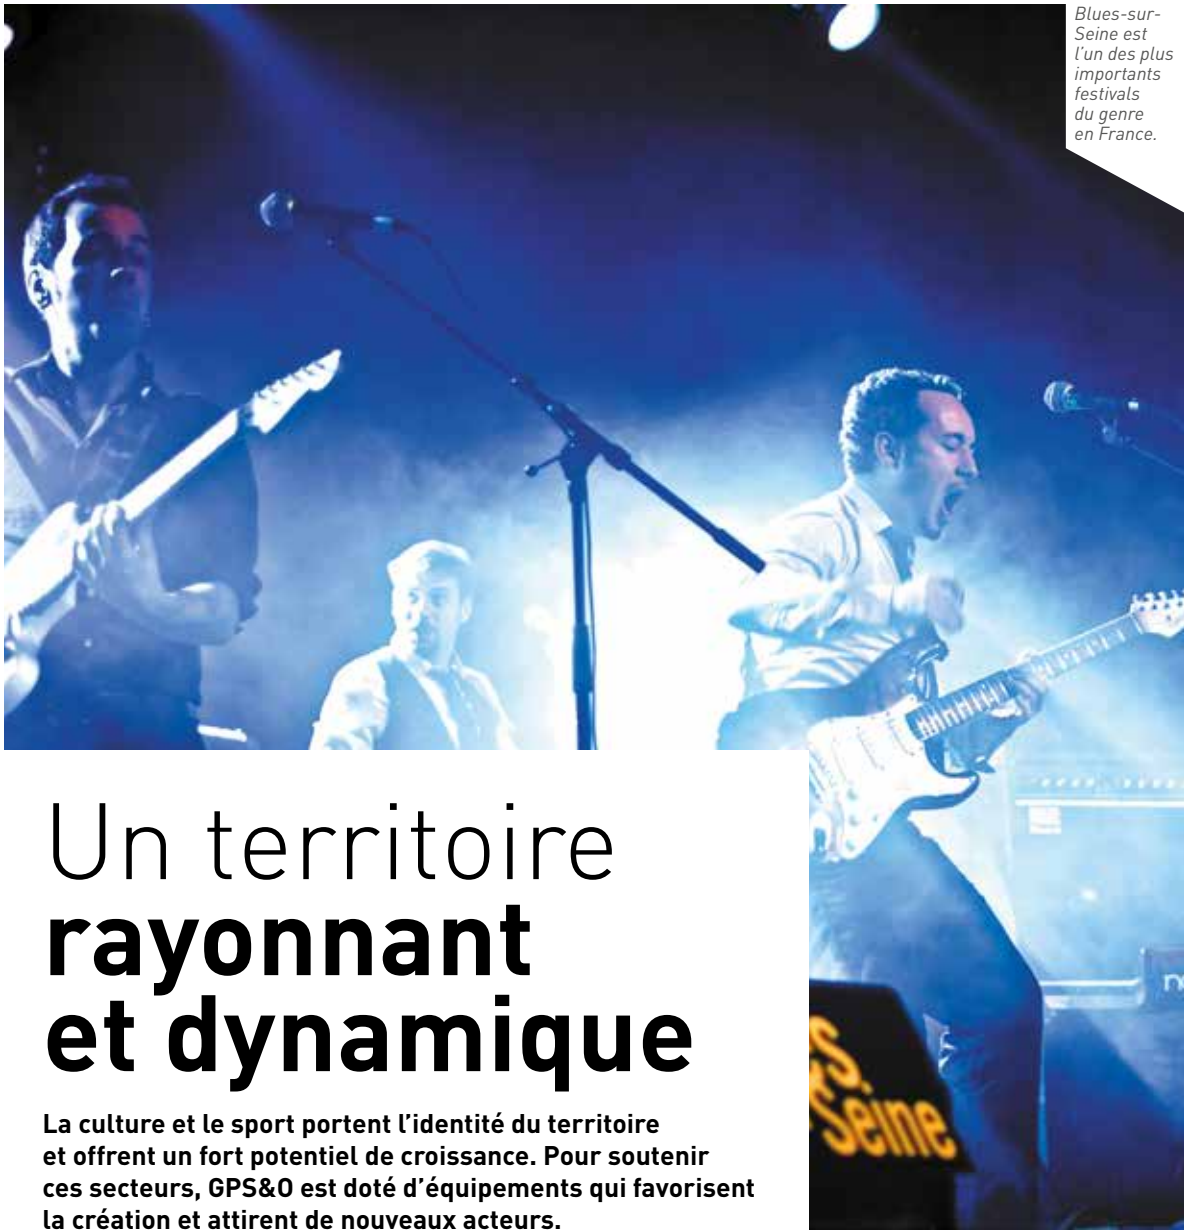 Blues-sur-
Seine est
l’un des plus
importants
festivals
du genre
en France.
Un territoire
rayonnant
et dynamique
La culture et le sport portent l’identité du territoire
et offrent un fort potentiel de croissance. Pour soutenir
ces secteurs, GPS&O est doté d’équipements qui favorisent
la création et attirent de nouveaux acteurs.
Seine